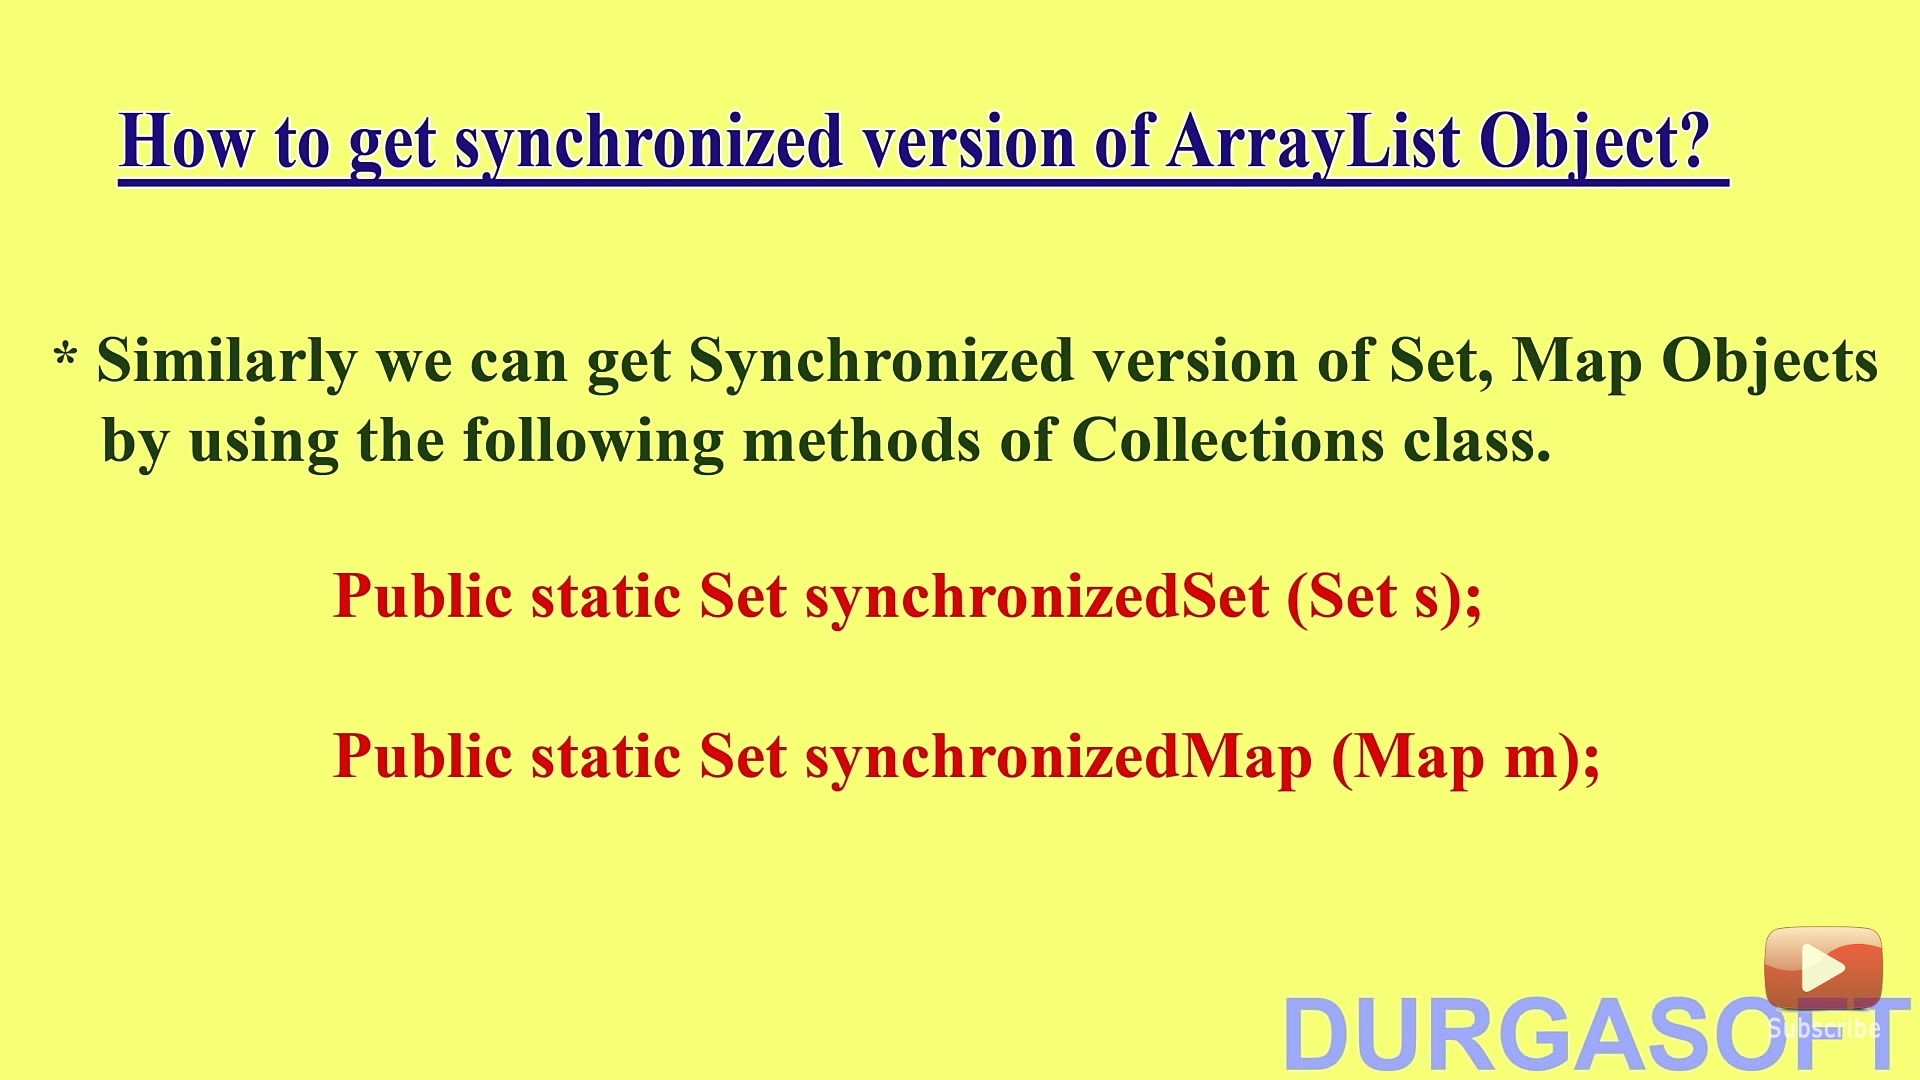 How to get synchronized version of ArrayList Object?
* Similarly we can get Synchronized version of Set, Map Objects
by using the following methods of Collections class.
Public static Set synchronizedSet (Set s);
Public static Set synchronizedMap (Map m);
DURGASOFT
Subscribe